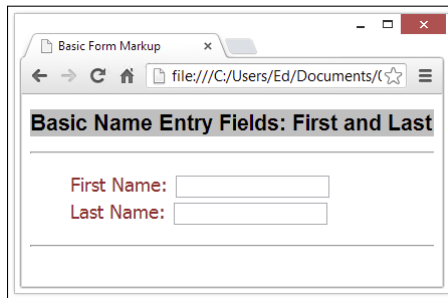 Basic Form Markup
file:///C:/Users/Ed/Documents/(
Basic Name Entry Fields: First and Last
First Name:
Last Name: